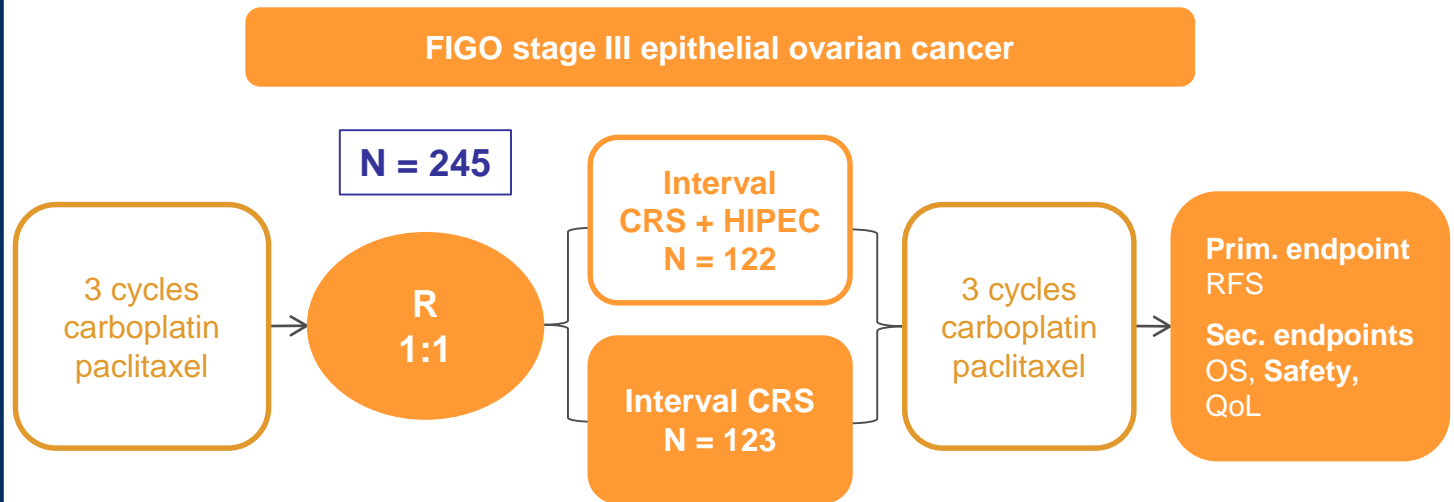 FIGO stage III epithelial ovarian cancer
N = 245
3 cycles
carboplatin
paclitaxel
R
1:1
Interval
CRS + HIPEC
N = 122
Interval CRS
N = 123
3 cycles
carboplatin
paclitaxel
Prim. endpoint
RFS
Sec. endpoints
OS, Safety,
QoL